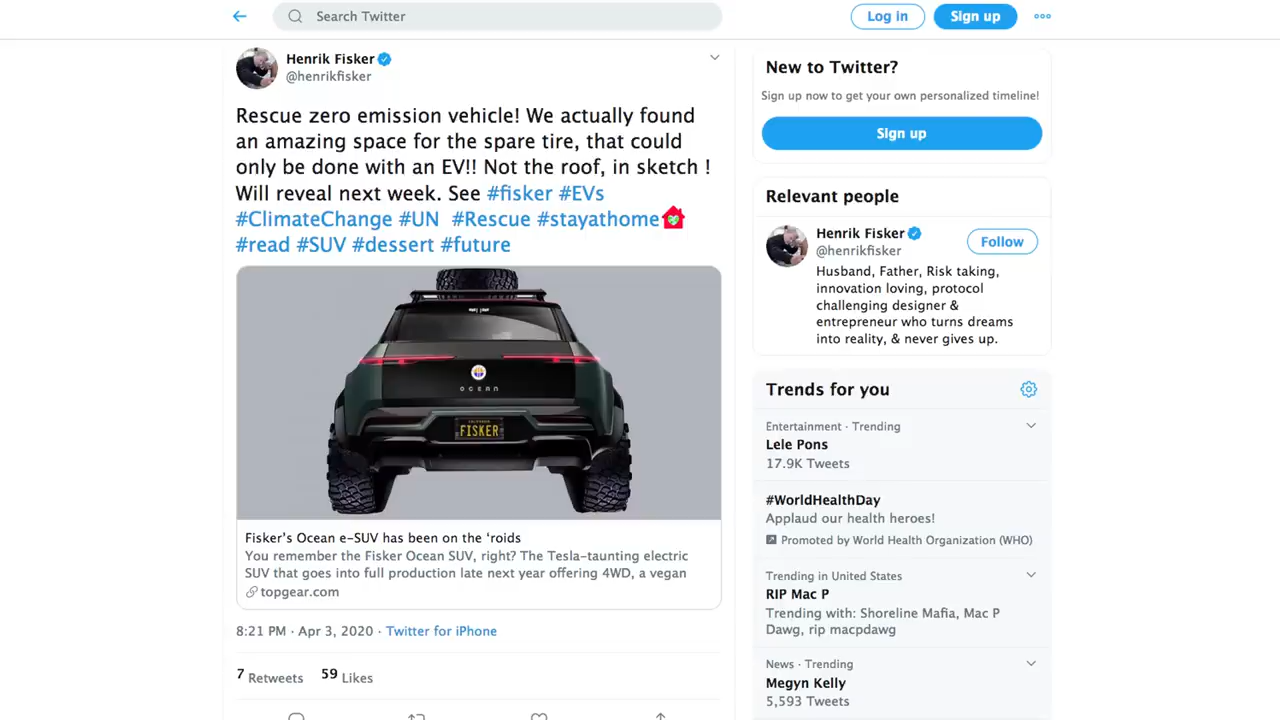 Search Twitter
Log in
Sign up
Henrik Fisker
@henrikfisker
Rescue zero emission vehicle! We actually found
an amazing space for the spare tire, that could
only be done with an EV!! Not the roof, in sketch !
Will reveal next week. See #fisker #EVs
#ClimateChange #UN #Rescue #stayathome
#read #SUV #dessert #future
OCEAN
FISKER
Fisker's Ocean e-SUV has been on the ‘roids
You remember the Fisker Ocean SUV, right? The Tesla-taunting electric
SUV that goes into full production late next year offering 4WD, a vegan
topgear.com
8:21 PM · Apr 3, 2020 · Twitter for iPhone
7 Retweets 59 Likes
New to Twitter?
Sign up now to get your own personalized timeline!
Sign up
Relevant people
Henrik Fisker
@henrikfisker
Follow
Husband, Father, Risk taking,
innovation loving, protocol
challenging designer &
entrepreneur who turns dreams
into reality, & never gives up.
Trends for you
Entertainment · Trending
Lele Pons
17.9K Tweets
#WorldHealthDay
Applaud our health heroes!
Promoted by World Health Organization (WHO)
Trending in United States
RIP Mac P
Trending with: Shoreline Mafia, Mac P
Dawg, rip macpdawg
News · Trending
Megyn Kelly
5,593 Tweets